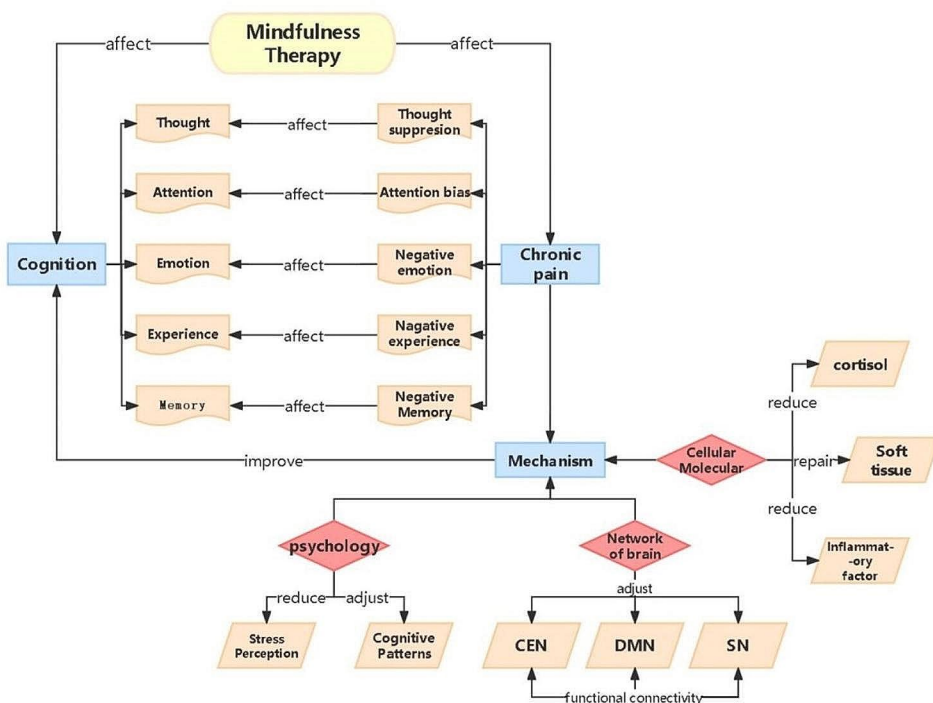 Mindfulness
Therapy
affect
affect
Thought
affect
Thought
suppresion
Attention
affect
Attention bias
Cognition
Emotion
affect
Negative
emotion
Chronic
pain
Experience
affect
Nagative
experience
Memory
affect
Negative
Memory
cortisol
reduce
improve
Mechanism
Cellular
Molecular
repair
Soft
tissue
reduce
psychology
Network
of brain
Inflammat-
-ory
factor
reduce
adjust
adjust
Stress
Perception
Cognitive
Patterns
CEN
DMN
SN
functional connectivity